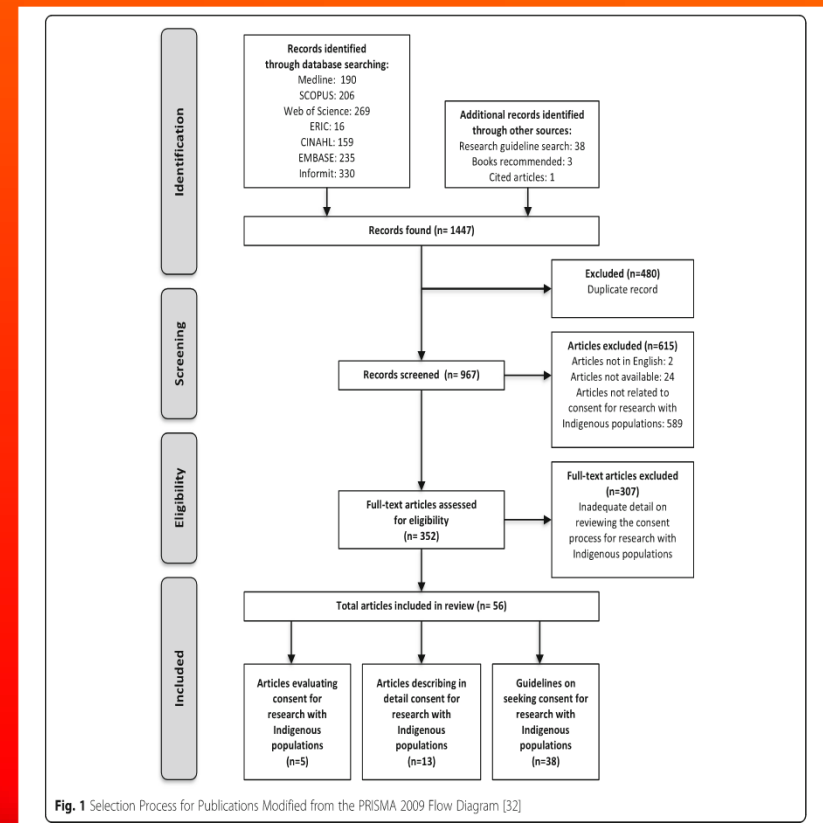 Identification
Records identified
through database searching:
Medline: 190
SCOPUS: 206
Web of Science: 269
ERIC: 16
CINAHL: 159
EMBASE: 235
Informit: 330
Additional records identified
through other sources:
Research guideline search: 38
Books recommended: 3
Cited articles: 1
Records found (n= 1447)
Excluded (n=480)
Duplicate record
Screening
Records screened (n= 967)
Articles excluded (n=615)
Articles not in English: 2
Articles not available: 24
Articles not related to
consent for research with
Indigenous populations: 589
Eligibility
Full-text articles assessed
for eligibility
(n= 352)
Full-text articles excluded
(n=307)
Inadequate detail on
reviewing the consent
process for research with
Indigenous populations
Included
Total articles included in review (n= 56)
Articles evaluating
consent for
research with
Indigenous
populations
(n=5)
Articles describing in
detail consent for
research with
Indigenous
populations
(n=13)
Guidelines on
seeking consent for
research with
Indigenous
populations
(n=38)
Fig. 1 Selection Process for Publications Modified from the PRISMA 2009 Flow Diagram [32]